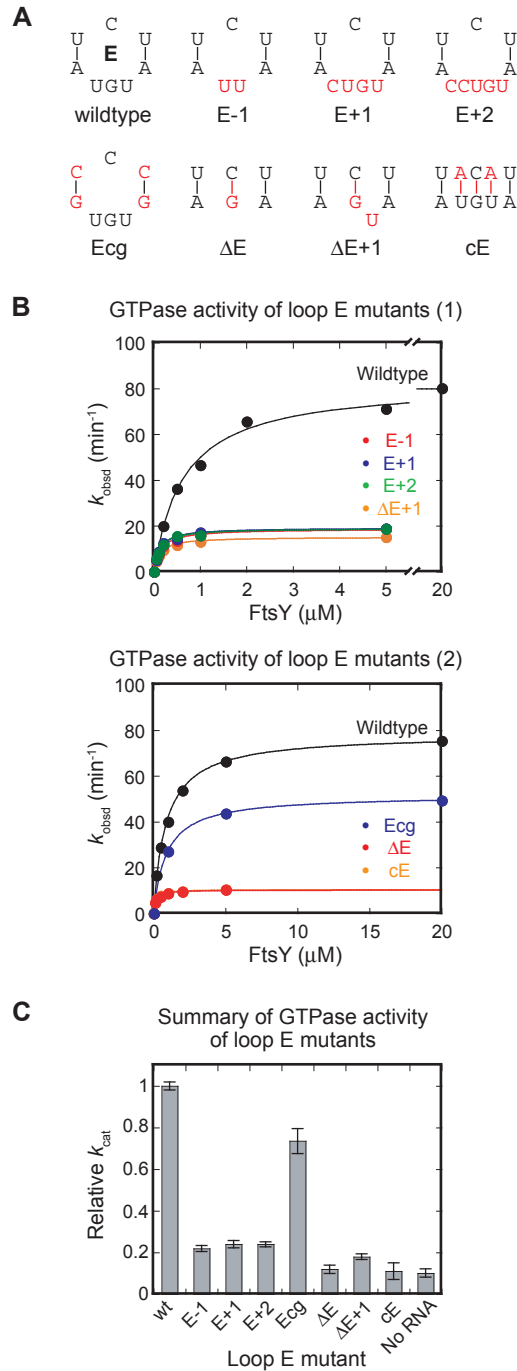 A
C
U E U
A A
UGU
wildtype
C
U U
A A
UU
E-1
C
U U
A A
CUGU
E+1
C
U U
A A
CCUGU
E+2
C
C C
G G
UGU
Ecg
U C U
A G A
ΔE
U C U
A G A
U
ΔE+1
U A C A U
A U G U A
cE
B
GTPase activity of loop E mutants (1)
100
80
60
40
20
0
kobsd (min-1)
Wildtype
E-1
E+1
E+2
ΔE+1
0 1 2 3 4 5 20
FtsY (μM)
GTPase activity of loop E mutants (2)
100
80
60
40
20
0
kobsd (min-1)
Wildtype
Ecg
ΔE
cE
0 5 10 15 20
FtsY (μM)
C
Summary of GTPase activity
of loop E mutants
1
0.8
0.6
0.4
0.2
0
Relative kcat
wt E-1 E+1 E+2 Ecg ΔE ΔE+1 cE No RNA
Loop E mutant